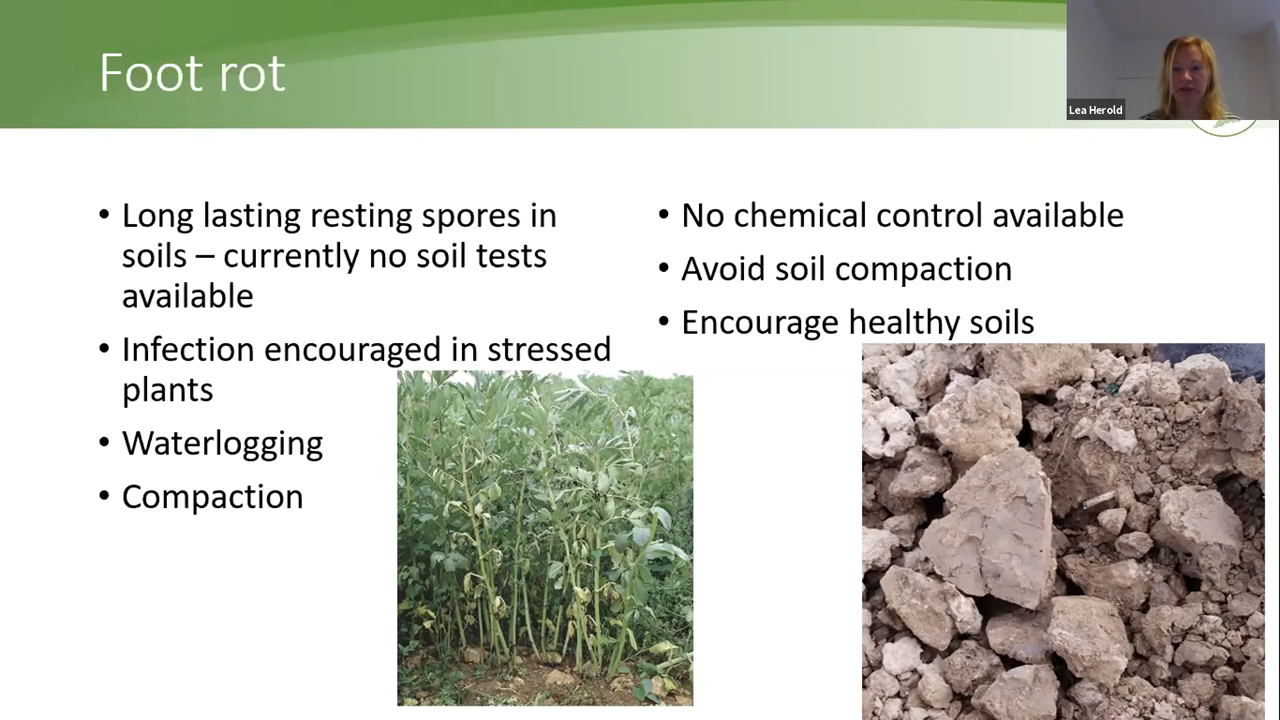 Foot rot
Lea Herold
• Long lasting resting spores in
soils – currently no soil tests
available
• Infection encouraged in stressed
plants
• Waterlogging
• Compaction
• No chemical control available
• Avoid soil compaction
• Encourage healthy soils